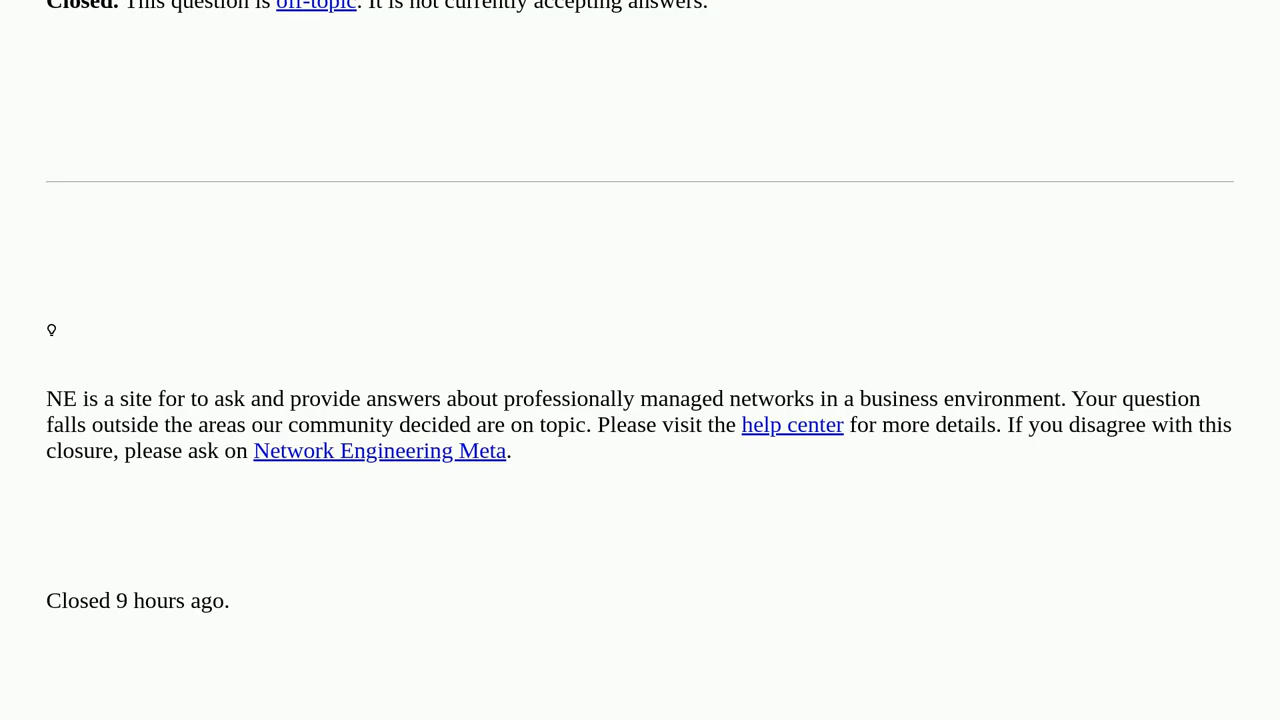 Closed. This question is off-topic. It is not currently accepting answers.
NE is a site for to ask and provide answers about professionally managed networks in a business environment. Your question
falls outside the areas our community decided are on topic. Please visit the help center for more details. If you disagree with this
closure, please ask on Network Engineering Meta.
Closed 9 hours ago.